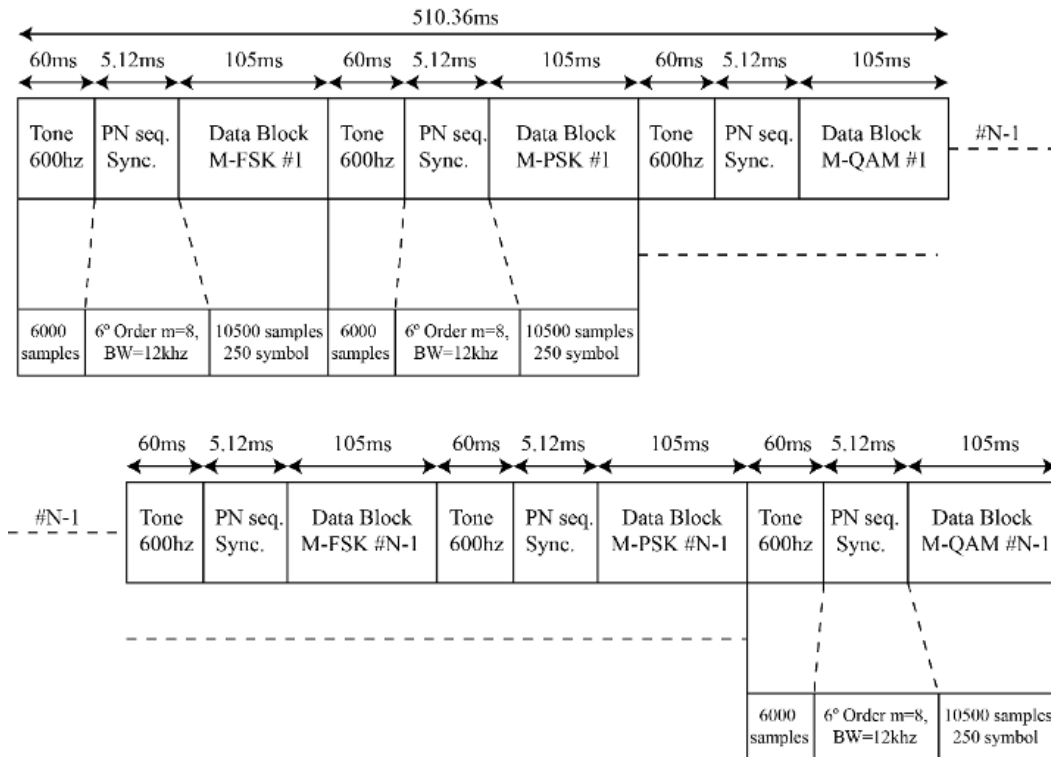 510.36ms
60ms 5.12ms 105ms 60ms 5.12ms 105ms 60ms 5.12ms 105ms
Tone 600hz
PN seq. Sync.
Data Block M-FSK #1
Tone 600hz
PN seq. Sync.
Data Block M-PSK #1
Tone 600hz
PN seq. Sync.
Data Block M-QAM #1
#N-1
6000 samples
6º Order m=8, BW=12khz
10500 samples 250 symbol
6000 samples
6º Order m=8, BW=12khz
10500 samples 250 symbol
60ms 5.12ms 105ms 60ms 5.12ms 105ms 60ms 5.12ms 105ms
#N-1
Tone 600hz
PN seq. Sync.
Data Block M-FSK #N-1
Tone 600hz
PN seq. Sync.
Data Block M-PSK #N-1
Tone 600hz
PN seq. Sync.
Data Block M-QAM #N-1
6000 samples
6º Order m=8, BW=12khz
10500 samples 250 symbol